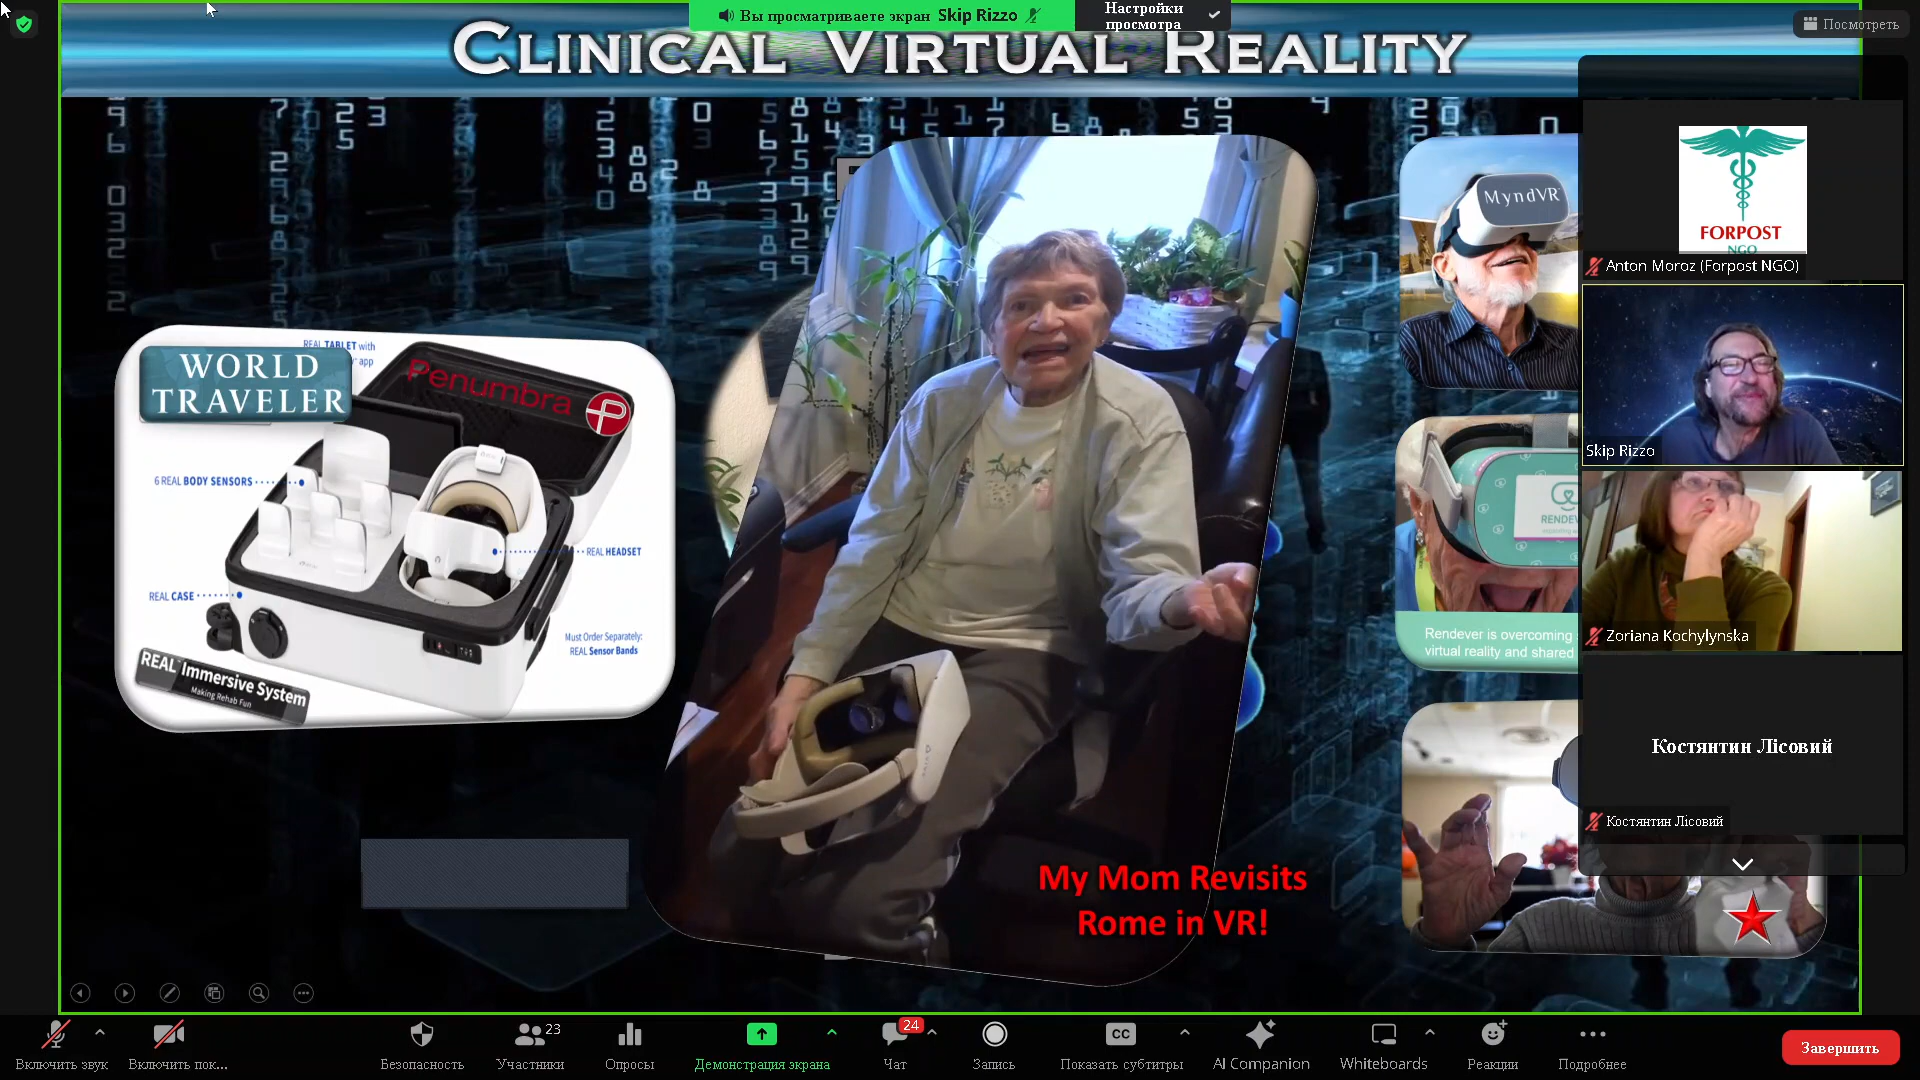 Вы просматриваете экран Skip Rizzo
Настройки
просмотра
Посмотреть
CLINICAL VIRTUAL REALITY
FORPOST
NGO
Anton Moroz (Forpost NGO)
MyndVR
REAL TABLET with
app
WORLD
TRAVELER
Penumbra
6 REAL BODY SENSORS
REAL HEADSET
REAL CASE
Must Order Separately:
REAL Sensor Bands
REAL Immersive System
Making Rehab Fun
Skip Rizzo
RENDEV
Rendever is overcoming
virtual reality and shared
Zoriana Kochylynska
Костянтин Лісовий
Костянтин Лісовий
My Mom Revisits
Rome in VR!
Включить звук
Включить пок...
Безопасность
23
Участники
Опросы
Демонстрация экрана
24
Чат
Запись
CC
Показать субтитры
AI Companion
Whiteboards
Реакции
Подробнее
Завершить